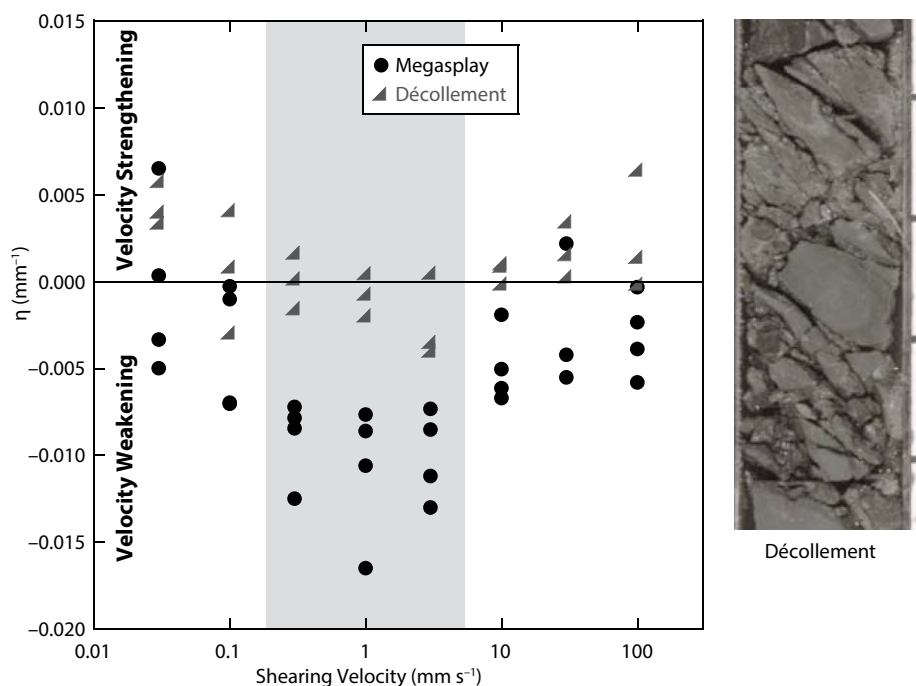 0.015
0.010
0.005
0.000
–0.005
–0.010
–0.015
–0.020
η (mm⁻¹)
Velocity Strengthening
Velocity Weakening
Megasplay
Décollement
0.01
0.1
1
10
100
Shearing Velocity (mm s⁻¹)
Décollement